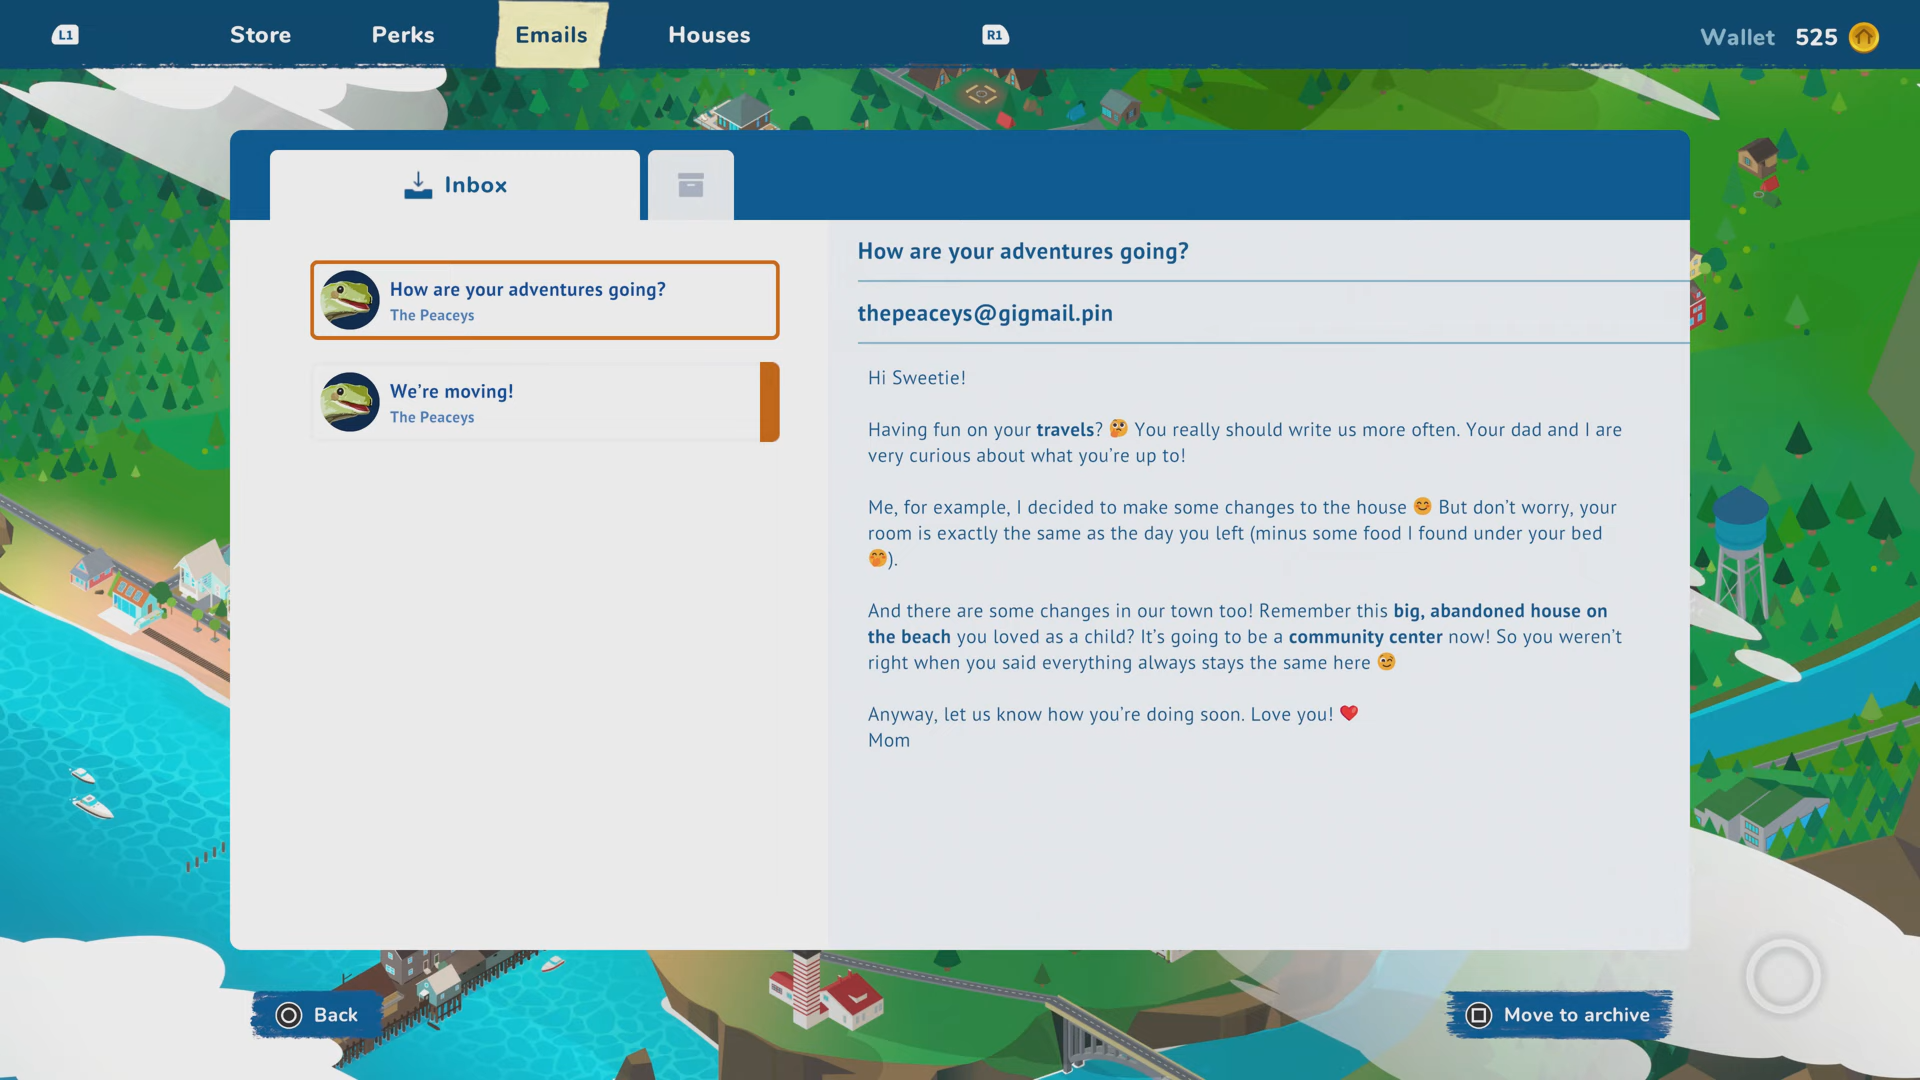 L1
Store
Perks
Emails
Houses
R1
Wallet 525
Inbox
How are your adventures going?
The Peaceys
We're moving!
The Peaceys
How are your adventures going?
thepeaceys@gigmail.pin
Hi Sweetie!
Having fun on your travels? 🤔 You really should write us more often. Your dad and I are
very curious about what you're up to!
Me, for example, I decided to make some changes to the house 😊 But don't worry, your
room is exactly the same as the day you left (minus some food I found under your bed
🤭).
And there are some changes in our town too! Remember this big, abandoned house on
the beach you loved as a child? It's going to be a community center now! So you weren't
right when you said everything always stays the same here 😉
Anyway, let us know how you're doing soon. Love you! ❤️
Mom
Back
Move to archive